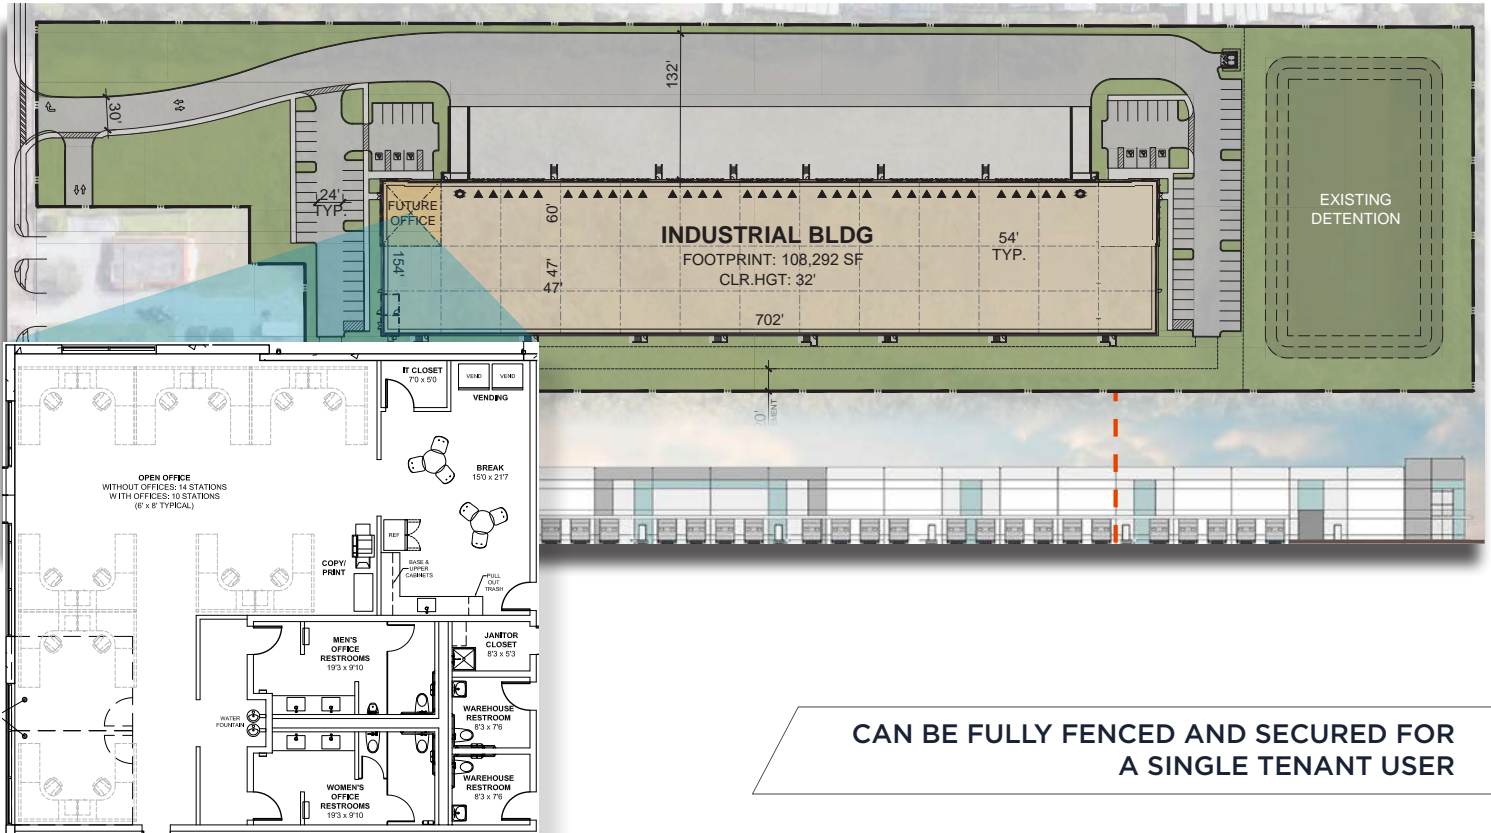 132'
30'
24'
TYP.
FUTURE
OFFICE
60'
154'
47'
47'
INDUSTRIAL BLDG
FOOTPRINT: 108,292 SF
CLR.HGT: 32'
54'
TYP.
702'
EXISTING
DETENTION
20'
IT CLOSET
7'0 x 5'0
VEND
VEND
VENDING
OPEN OFFICE
WITHOUT OFFICES: 14 STATIONS
WITH OFFICES: 10 STATIONS
(6' x 8' TYPICAL)
BREAK
15'0 x 21'7
REF
COPY/
PRINT
BASE &
UPPER
CABINETS
PULL
OUT
TRASH
MEN'S
OFFICE
RESTROOMS
19'3 x 9'10
JANITOR
CLOSET
8'3 x 5'3
WATER
FOUNTAIN
WAREHOUSE
RESTROOM
8'3 x 7'6
WOMEN'S
OFFICE
RESTROOMS
19'3 x 9'10
WAREHOUSE
RESTROOM
8'3 x 7'6
CAN BE FULLY FENCED AND SECURED FOR
A SINGLE TENANT USER